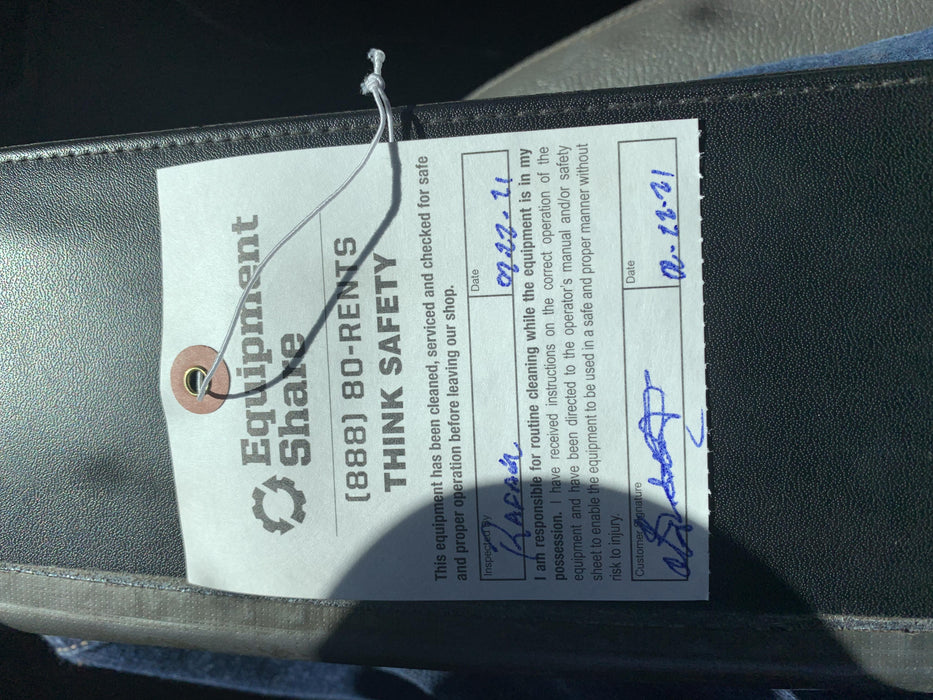 Equipment
Share
(888) 80-RENTS
THINK SAFETY
This equipment has been cleaned, serviced and checked for safe
and proper operation before leaving our shop.
Inspected by
Date
I am responsible for routine cleaning while the equipment is in my
possession. I have received instructions on the correct operation of the
equipment and have been directed to the operator's manual and/or safety
sheet to enable the equipment to be used in a safe and proper manner without
risk to injury.
Customer Signature
Date